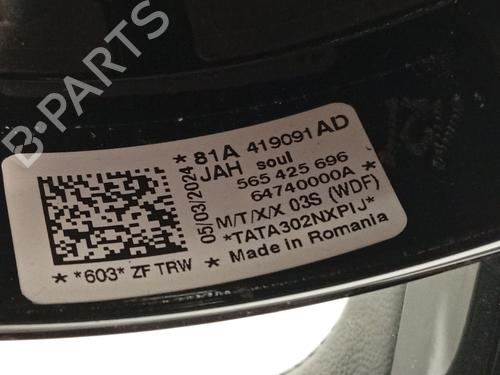 B-PARTS
*81A 419091 AD
JAH soul
565 425 696
64740000A
M/T/X/X 03S (WDF)
*TATA302NXPIJ*
* Made in Romania
05/03/2024
* *603* ZF TRW